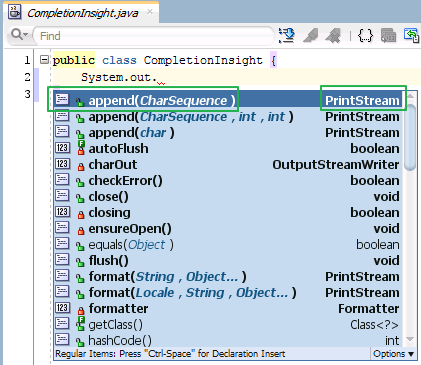 CompletionInsight.java ×
Find
1 public class CompletionInsight {
2 System.out.
3
append(CharSequence ) PrintStream
append(CharSequence , int , int ) PrintStream
append(char ) PrintStream
autoFlush boolean
123 charOut OutputStreamWriter
checkError() boolean
close() void
123 closing boolean
ensureOpen() void
equals(Object ) boolean
flush() void
format(String , Object... ) PrintStream
format(Locale , String , Object... ) PrintStream
123 formatter Formatter
getClass() Class<?>
hashCode() int
Regular Items: Press "Ctrl-Space" for Declaration Insert Options